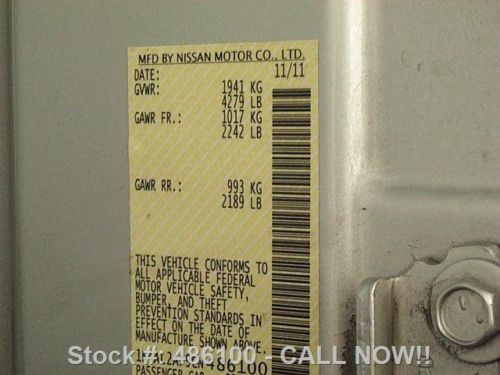 MFD BY NISSAN MOTOR CO., LTD.
DATE: 11/11
GVWR: 1941 KG
4279 LB
GAWR FR.: 1017 KG
2242 LB
GAWR RR.: 993 KG
2189 LB
THIS VEHICLE CONFORMS TO
ALL APPLICABLE FEDERAL
MOTOR VEHICLE SAFETY,
BUMPER, AND THEFT
PREVENTION STANDARDS IN
EFFECT ON THE DATE OF
MANUFACTURE SHOWN ABOVE.
486100
PASSENGER
Stock #: 486100 - CALL NOW!!